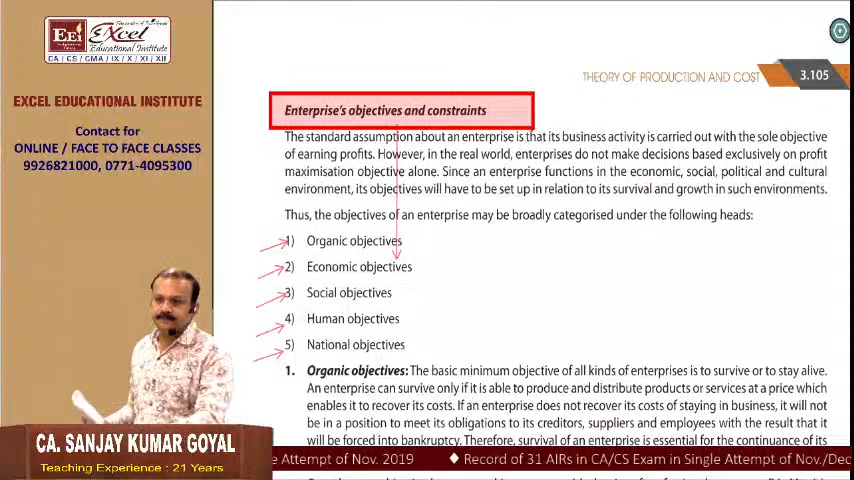 The centre of Excellence
EEi
Excel
Educational Institute
CA / CS / CMA / IX / X / XI / XII
EXCEL EDUCATIONAL INSTITUTE
Contact for
ONLINE / FACE TO FACE CLASSES
9926821000, 0771-4095300
THEORY OF PRODUCTION AND COST 3.105
Enterprise's objectives and constraints
The standard assumption about an enterprise is that its business activity is carried out with the sole objective
of earning profits. However, in the real world, enterprises do not make decisions based exclusively on profit
maximisation objective alone. Since an enterprise functions in the economic, social, political and cultural
environment, its objectives will have to be set up in relation to its survival and growth in such environments.
Thus, the objectives of an enterprise may be broadly categorised under the following heads:
1) Organic objectives
2) Economic objectives
3) Social objectives
4) Human objectives
5) National objectives
1. Organic objectives: The basic minimum objective of all kinds of enterprises is to survive or to stay alive.
An enterprise can survive only if it is able to produce and distribute products or services at a price which
enables it to recover its costs. If an enterprise does not recover its costs of staying in business, it will not
be in a position to meet its obligations to its creditors, suppliers and employees with the result that it
will be forced into bankruptcy. Therefore, survival of an enterprise is essential for the continuance of its
CA. SANJAY KUMAR GOYAL
Teaching Experience : 21 Years
e Attempt of Nov. 2019 ♦ Record of 31 AIRs in CA/CS Exam in Single Attempt of Nov./Dec